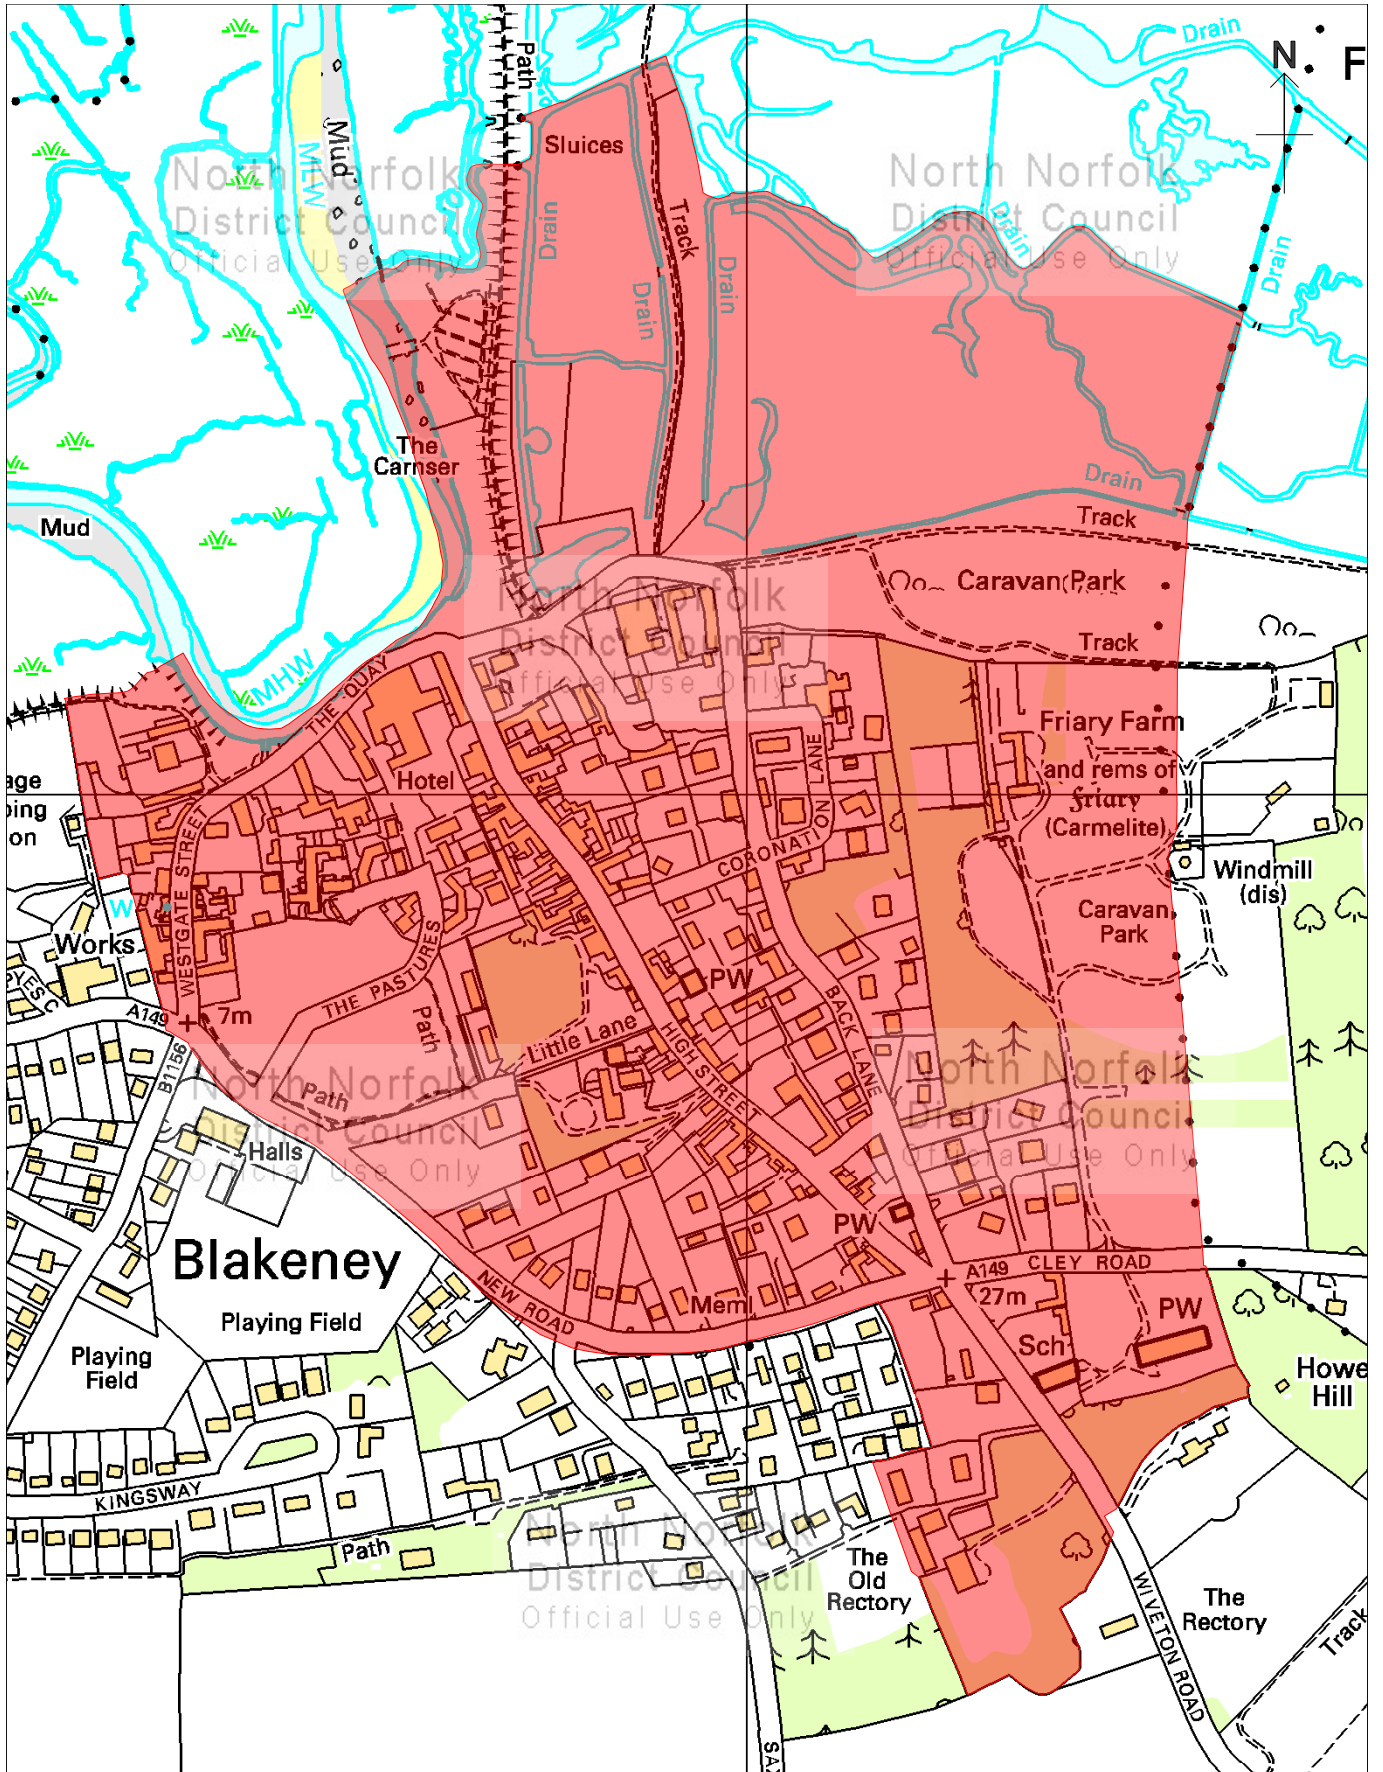 Drain
N
F
Path
Mud
MLW
Sluices
North Norfolk
District Council
Official Use Only
North Norfolk
District Council
Official Use Only
Drain
Track
Drain
Drain
Drain
Drain
The
Carnser
Drain
Mud
Track
Caravan Park
North Norfolk
District Council
Official Use Only
Track
MHW
THE QUAY
Friary Farm
and rems of
Friary
(Carmelite)
Hotel
LANE
CORONATION
age
ping
on
WESTGATE STREET
W
Works
Windmill
(dis)
Caravan
Park
PYES C
A149
7m
THE PASTURES
Path
PW
BACK LANE
Little Lane
HIGH STREET
B1156
Path
North Norfolk
District Council
Official Use Only
North Norfolk
District Council
Official Use Only
Halls
PW
Blakeney
A149 CLEY ROAD
27m
NEW ROAD
Meml
PW
Playing Field
Sch
Playing
Field
Howe
Hill
KINGSWAY
Path
North Norfolk
District Council
Official Use Only
The
Old
Rectory
WIVETON ROAD
The
Rectory
Track
SAX